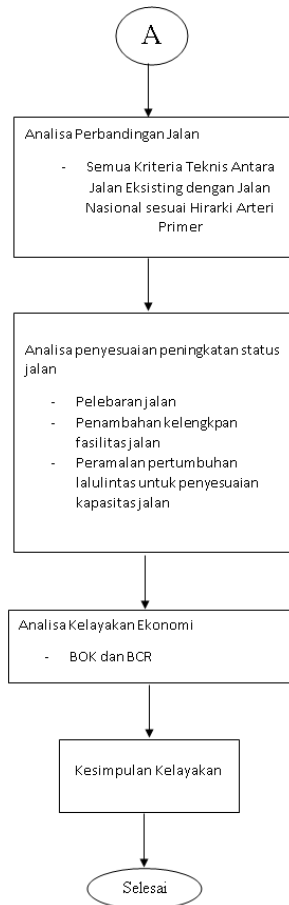 A
Analisa Perbandingan Jalan
- Semua Kriteria Teknis Antara
Jalan Eksisting dengan Jalan
Nasional sesuai Hirarki Arteri
Primer
Analisa penyesuaian peningkatan status
jalan
- Pelebaran jalan
- Penambahan kelengkpan
fasilitas jalan
- Peramalan pertumbuhan
lalulintas untuk penyesuaian
kapasitas jalan
Analisa Kelayakan Ekonomi
- BOK dan BCR
Kesimpulan Kelayakan
Selesai